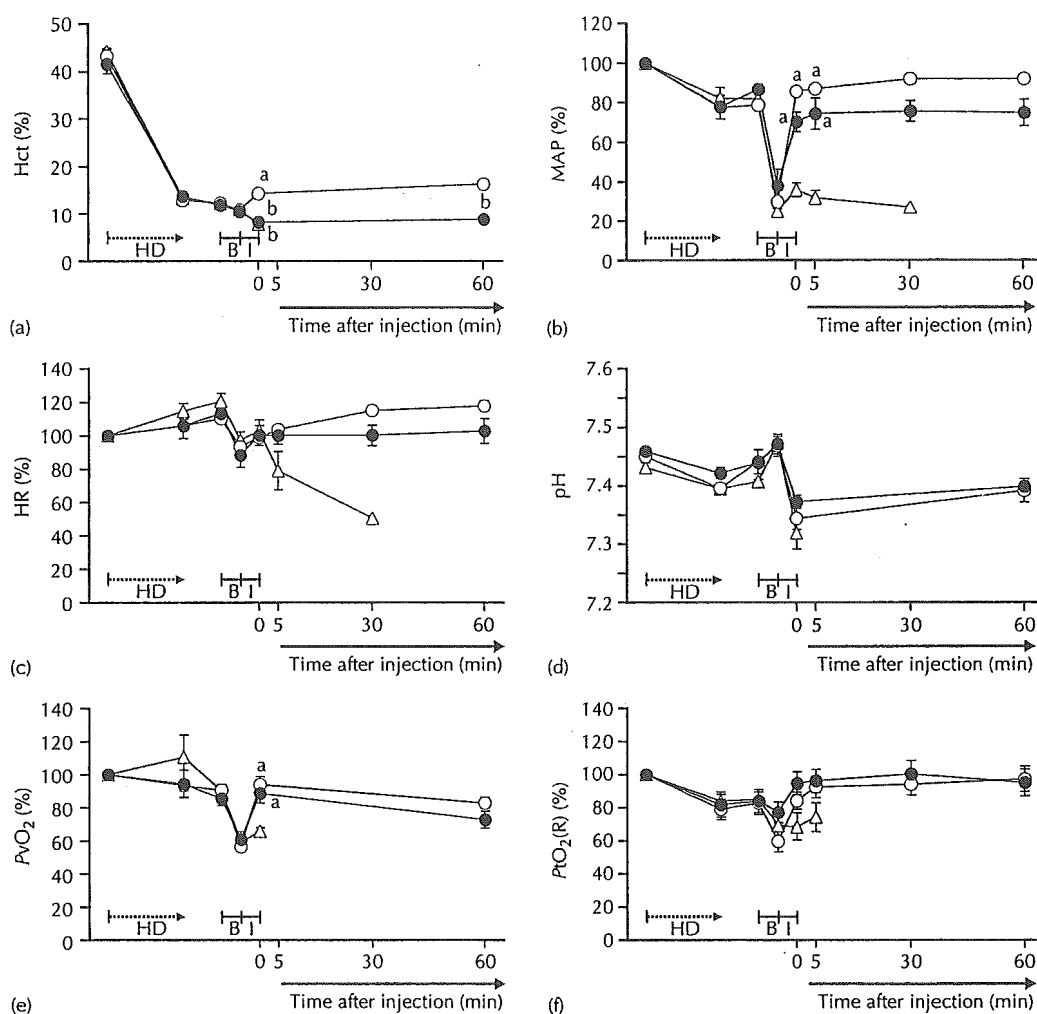 50
40
30
20
10
0
Hct (%)
a
b
b
b
HD
B I
0 5 30 60
Time after injection (min)
(a)
120
100
80
60
40
20
0
MAP (%)
a
a
a
a
HD
B I
0 5 30 60
Time after injection (min)
(b)
140
120
100
80
60
40
20
0
HR (%)
HD
B I
0 5 30 60
Time after injection (min)
(c)
7.6
7.5
7.4
7.3
7.2
pH
HD
B I
0 5 30 60
Time after injection (min)
(d)
140
120
100
80
60
40
20
0
PvO2 (%)
a
a
HD
B I
0 5 30 60
Time after injection (min)
(e)
140
120
100
80
60
40
20
0
PtO2(R) (%)
HD
B I
0 5 30 60
Time after injection (min)
(f)